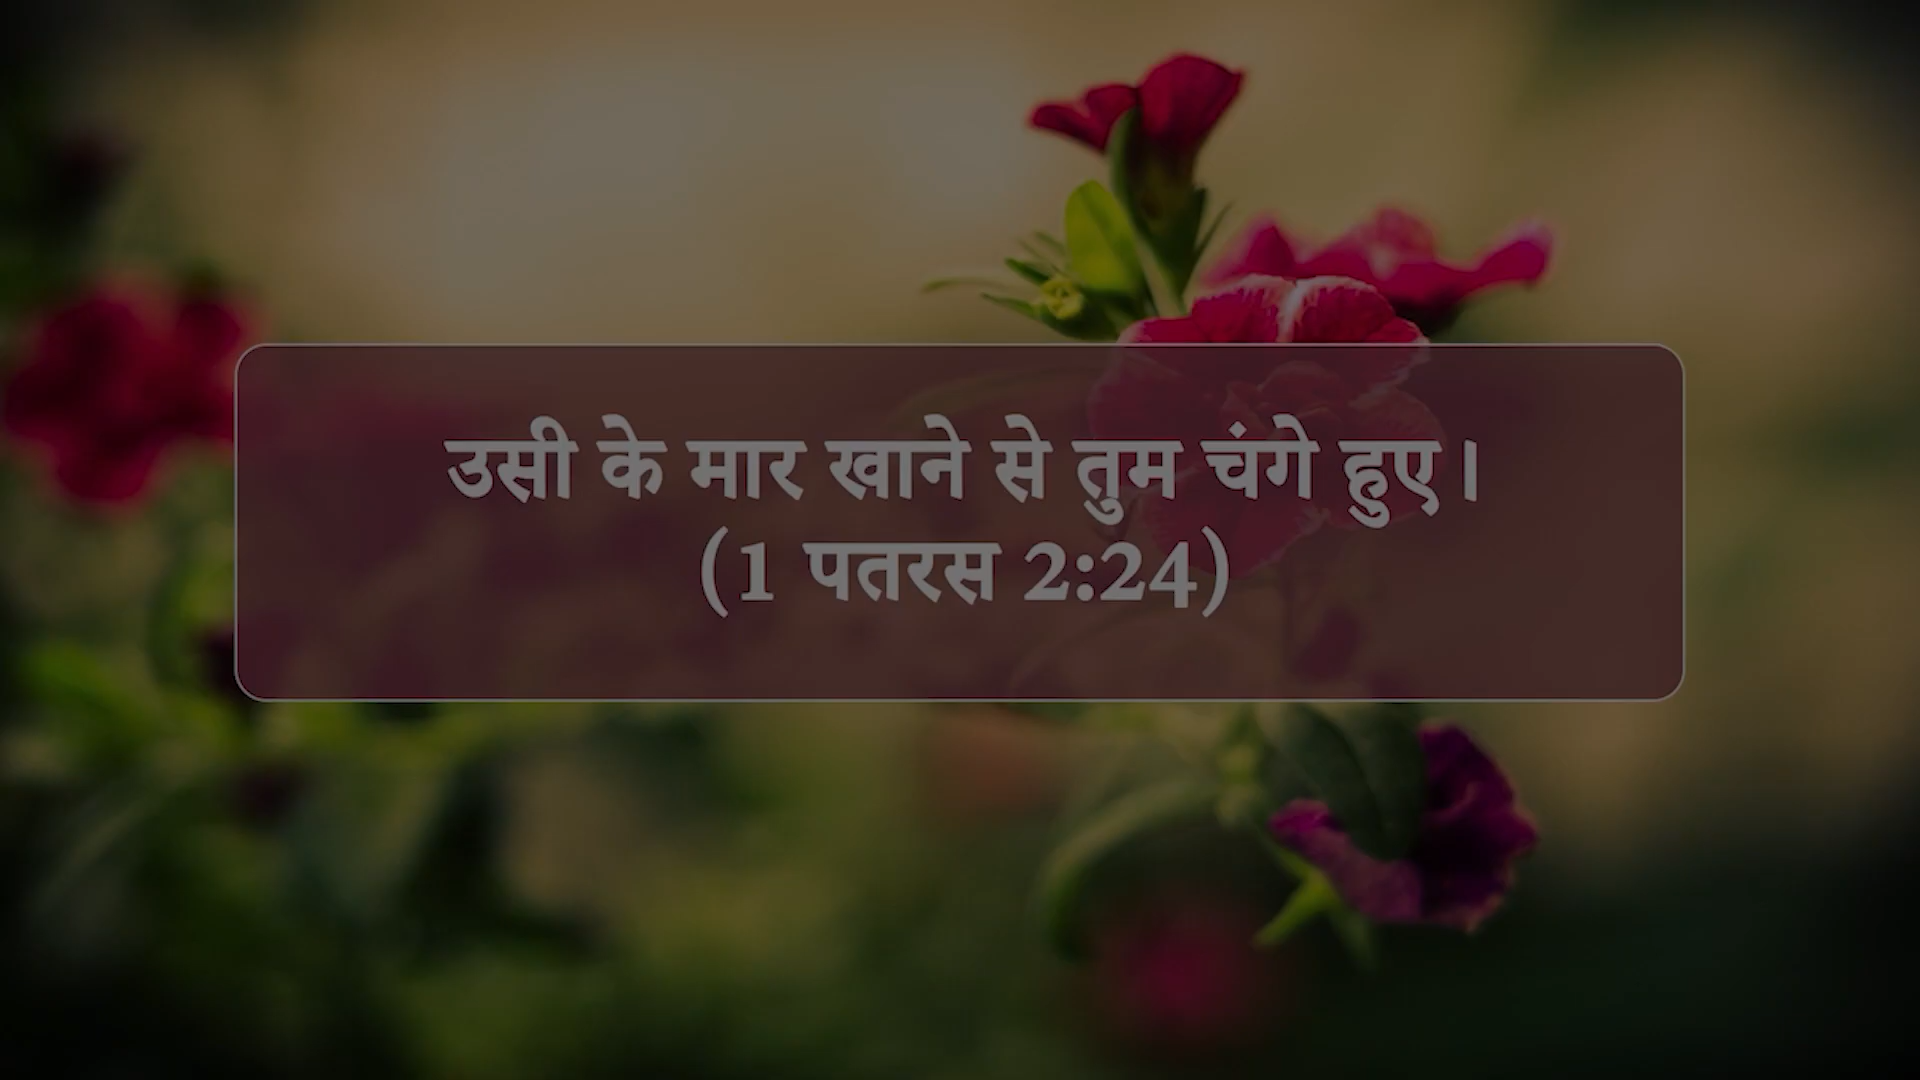 उसी के मार खाने से तुम चंगे हुए।
(1 पतरस 2:24)